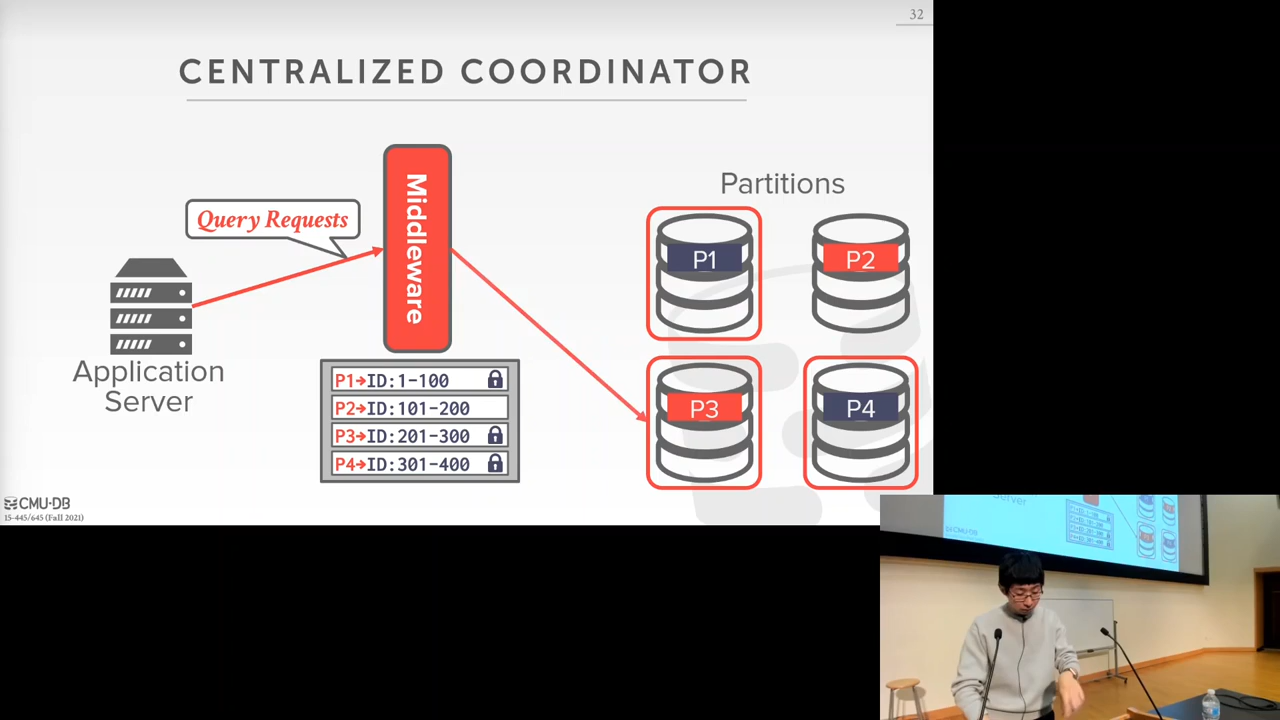 32
CENTRALIZED COORDINATOR
Query Requests
Middleware
Partitions
P1
P2
Application
Server
P1→ID:1-100
P2→ID:101-200
P3→ID:201-300
P4→ID:301-400
P3
P4
CMU·DB
15-445/645 (Fall 2021)